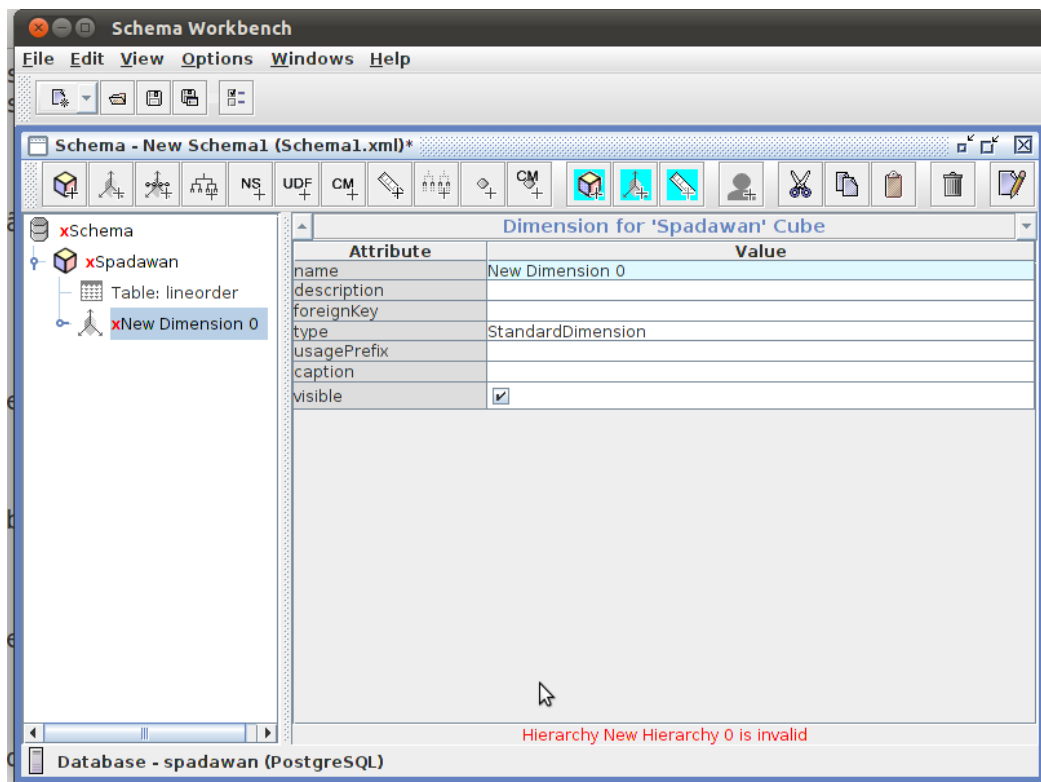 Schema Workbench
File Edit View Options Windows Help
Schema - New Schema1 (Schema1.xml)*
NS UDF CM CM
xSchema
xSpadawan
Table: lineorder
xNew Dimension 0
Dimension for 'Spadawan' Cube
Attribute Value
name New Dimension 0
description
foreignKey
type StandardDimension
usagePrefix
caption
visible
Hierarchy New Hierarchy 0 is invalid
Database - spadawan (PostgreSQL)